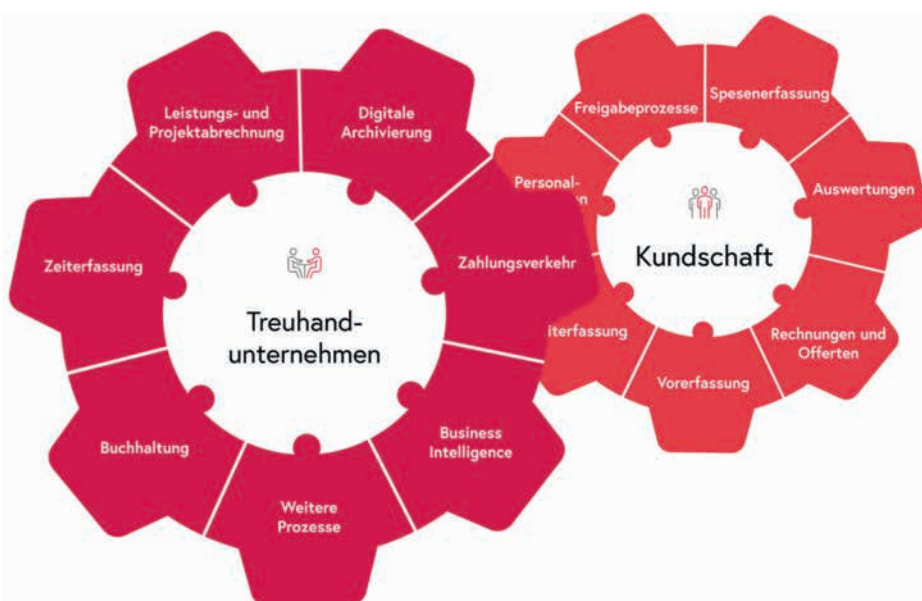 Leistungs- und
Projektabrechnung
Digitale
Archivierung
Zeiterfassung
Zahlungsverkehr
Treuhand-
unternehmen
Buchhaltung
Business
Intelligence
Weitere
Prozesse
Freigabeprozesse
Spesenerfassung
Personal-
Auswertungen
Kundschaft
iterfassung
Rechnungen und
Offerten
Vorerfassung